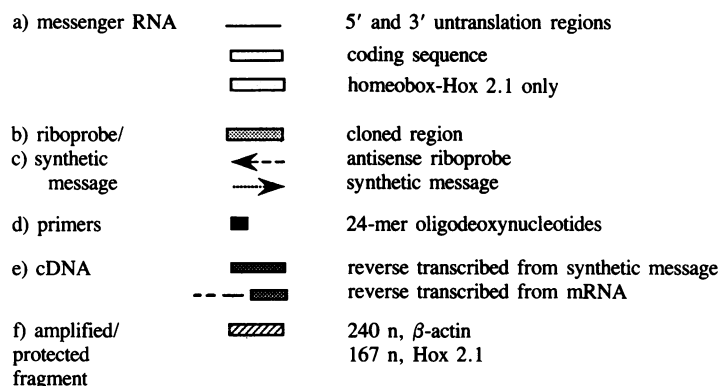 a) messenger RNA 5′ and 3′ untranslation regions
coding sequence
homeobox-Hox 2.1 only
b) riboprobe/ cloned region
c) synthetic antisense riboprobe
message synthetic message
d) primers 24-mer oligodeoxynucleotides
e) cDNA reverse transcribed from synthetic message
reverse transcribed from mRNA
f) amplified/ 240 n, β-actin
protected 167 n, Hox 2.1
fragment